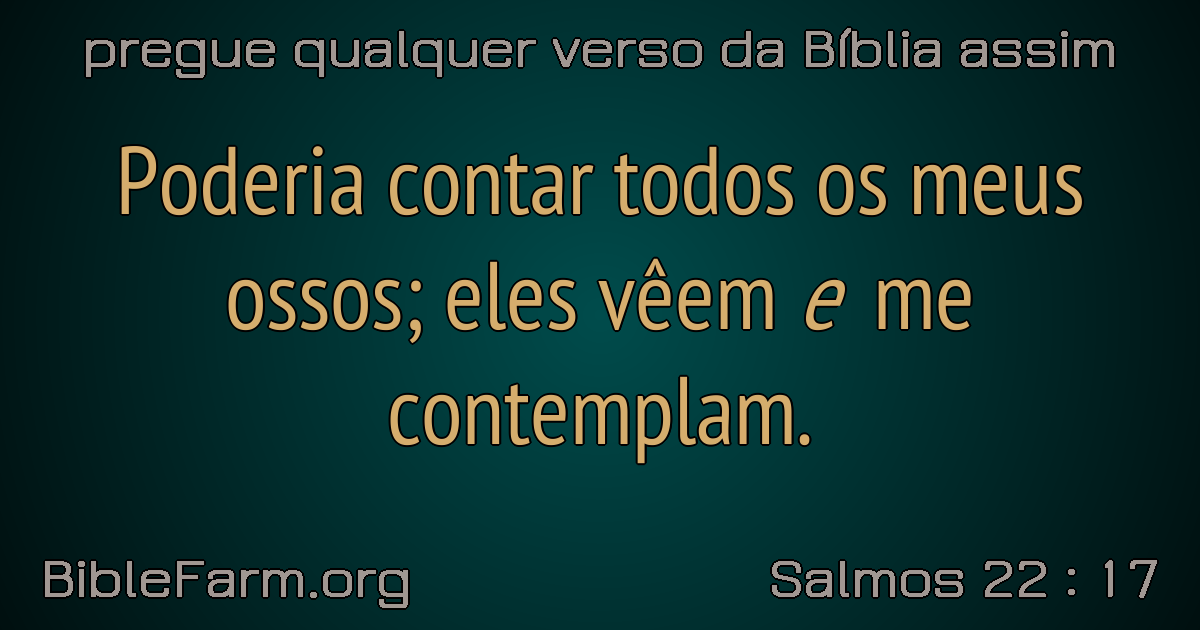 pregue qualquer verso da Bíblia assim
Poderia contar todos os meus
ossos; eles vêem e me
contemplam.
BibleFarm.org
Salmos 22 : 17